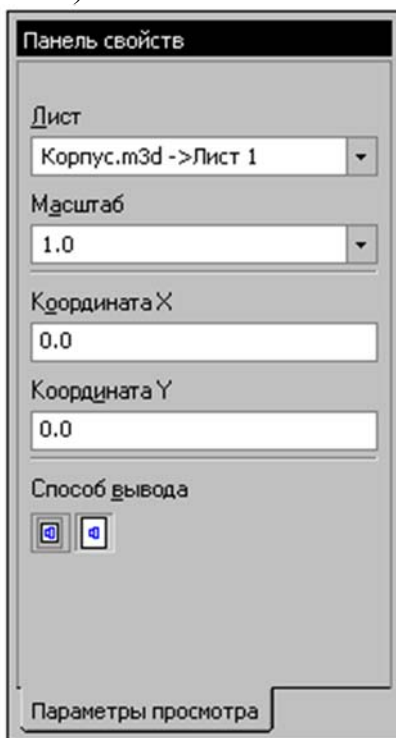 Панель свойств
Лист
Корпус.m3d ->Лист 1
Масштаб
1.0
Координата X
0.0
Координата Y
0.0
Способ вывода
Параметры просмотра